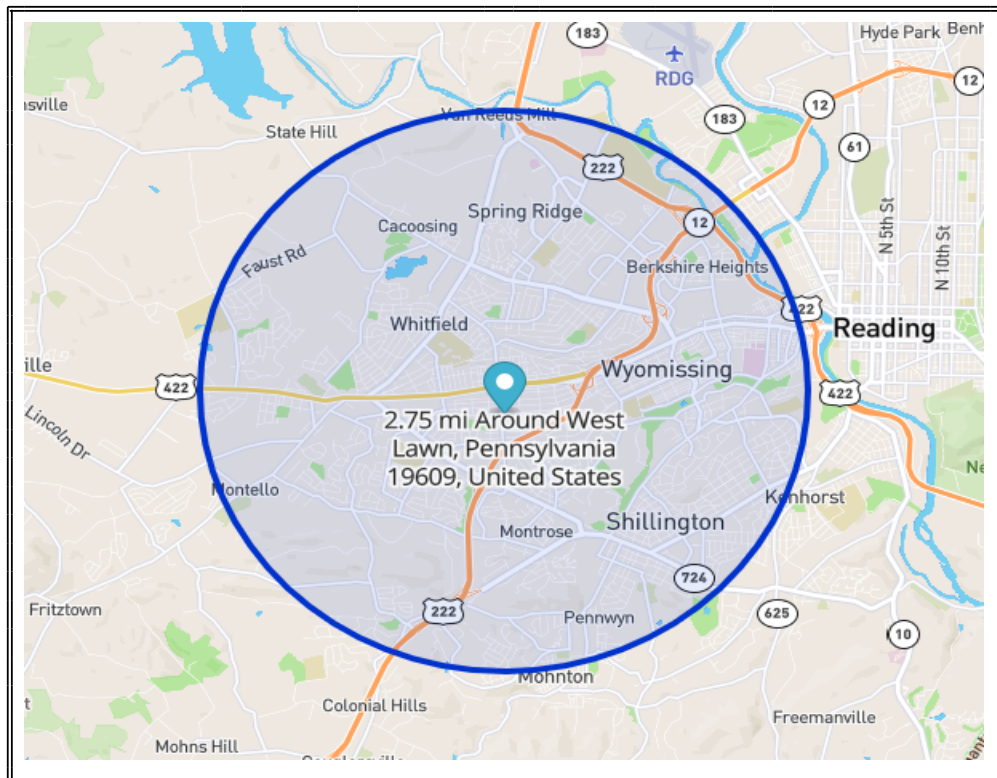 183
Hyde Park
RDG
12
12
nsville
State Hill
Van Reeds Mill
183
61
222
Spring Ridge
Cacoosing
N 5th St
12
N 10th St
Faust Rd
Berkshire Heights
422
Whitfield
Reading
ville
422
Wyomissing
422
2.75 mi Around West
Lawn, Pennsylvania
19609, United States
Lincoln Dr
Montello
Kenhorst
Montrose
Shillington
724
Fritztown
222
Pennwyn
625
10
Mohnton
Colonial Hills
Freemanville
Mohns Hill